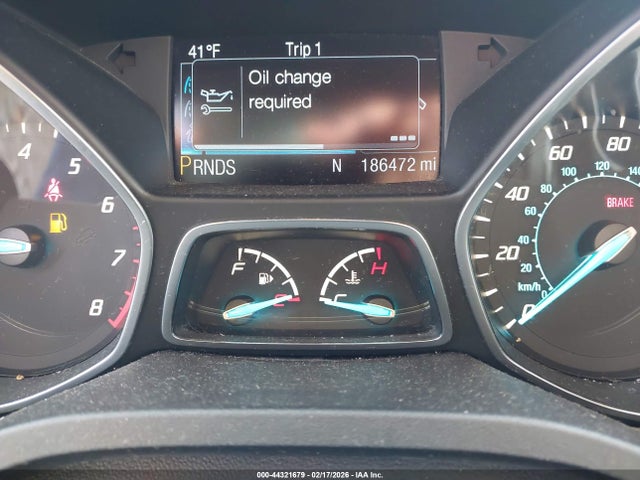 41°F Trip 1
Oil change
required
PRNDS N 186472 mi
4 5 6 7 8
F E
C H
0 20 40 60 80
km/h 0 20 40 60 80 100 120 140
BRAKE
000-44321679 - 02/17/2026 - IAA Inc.